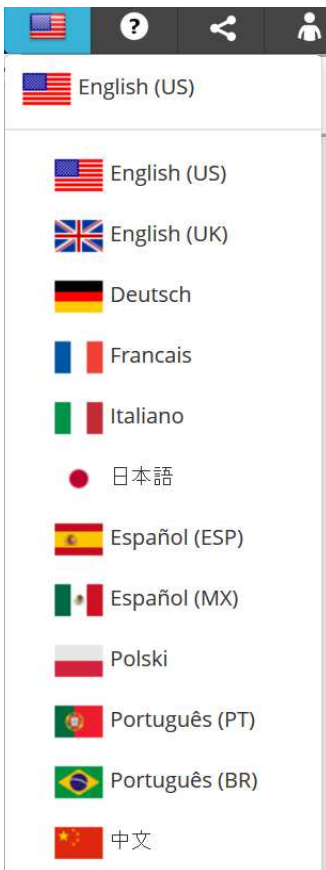 ?
English (US)
English (US)
English (UK)
Deutsch
Francais
Italiano
日本語
Español (ESP)
Español (MX)
Polski
Português (PT)
Português (BR)
中文